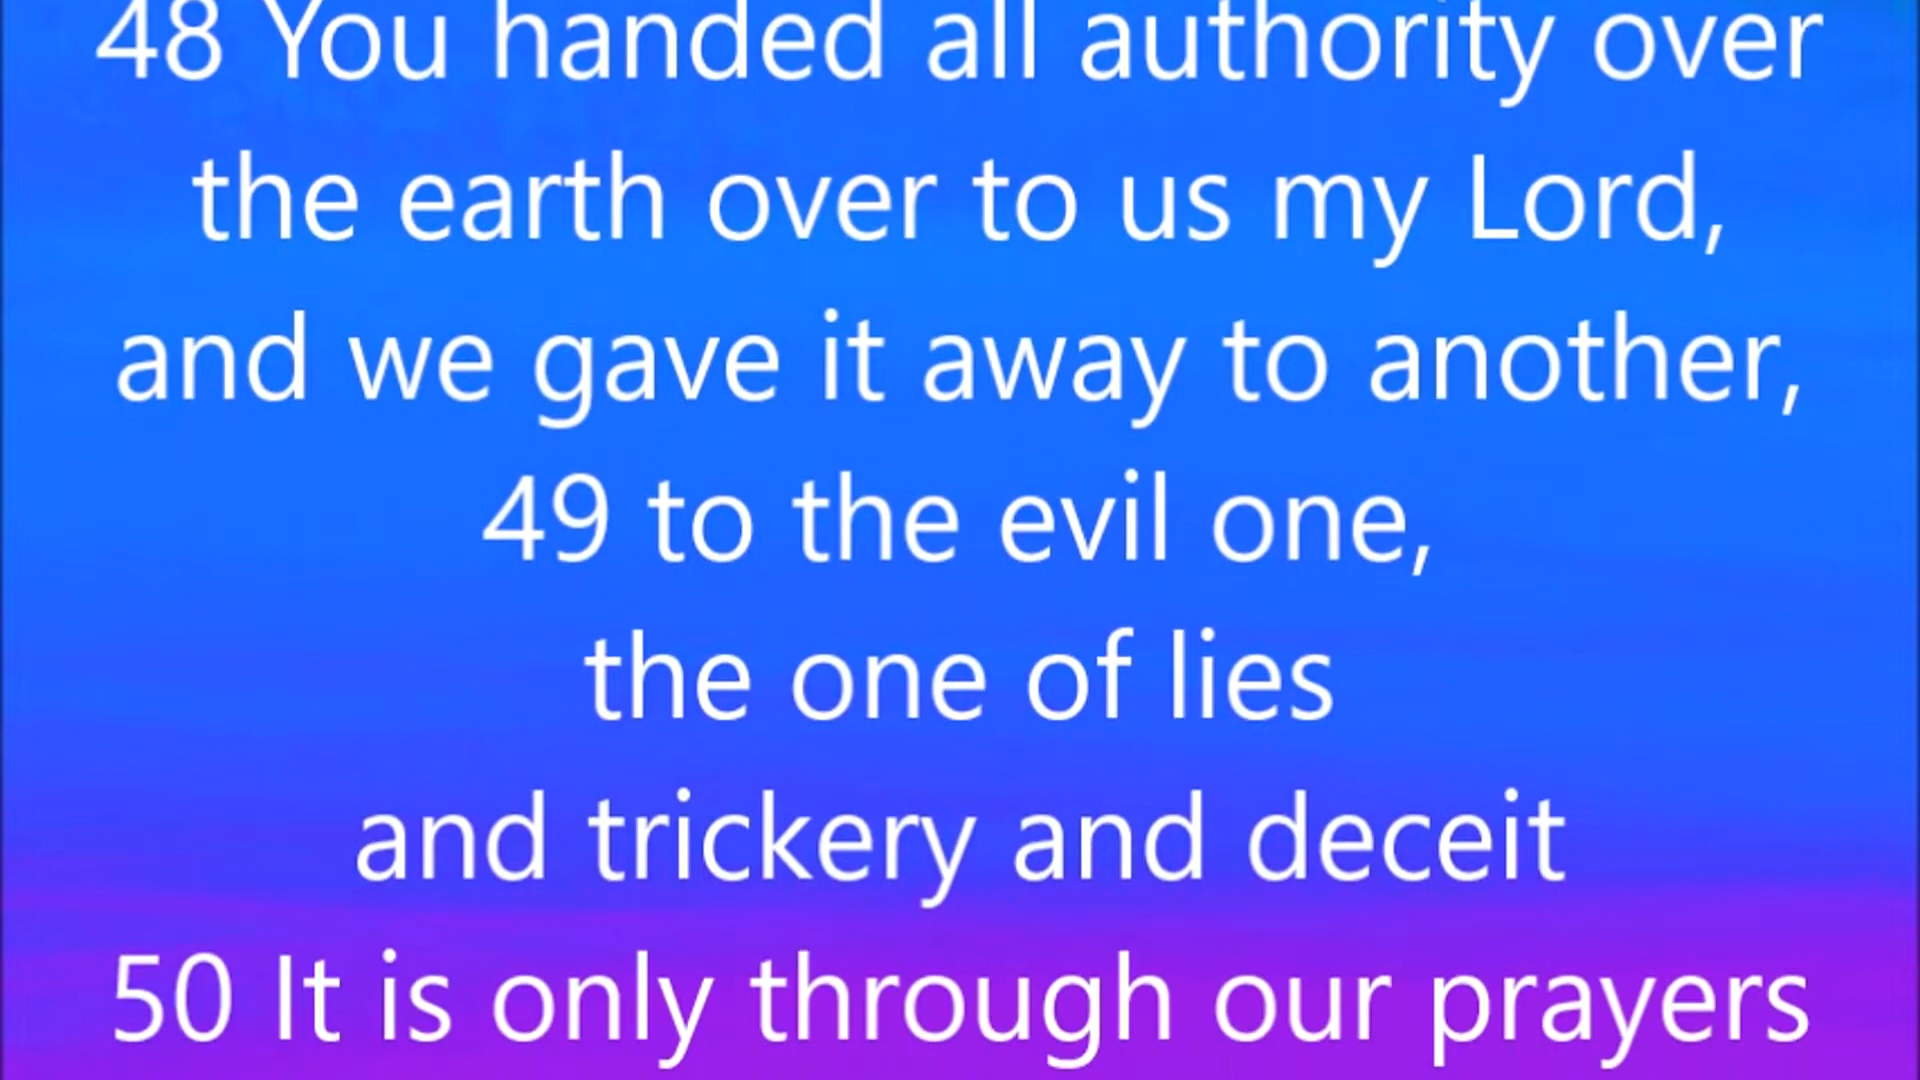 48 You handed all authority over
the earth over to us my Lord,
and we gave it away to another,
49 to the evil one,
the one of lies
and trickery and deceit
50 It is only through our prayers